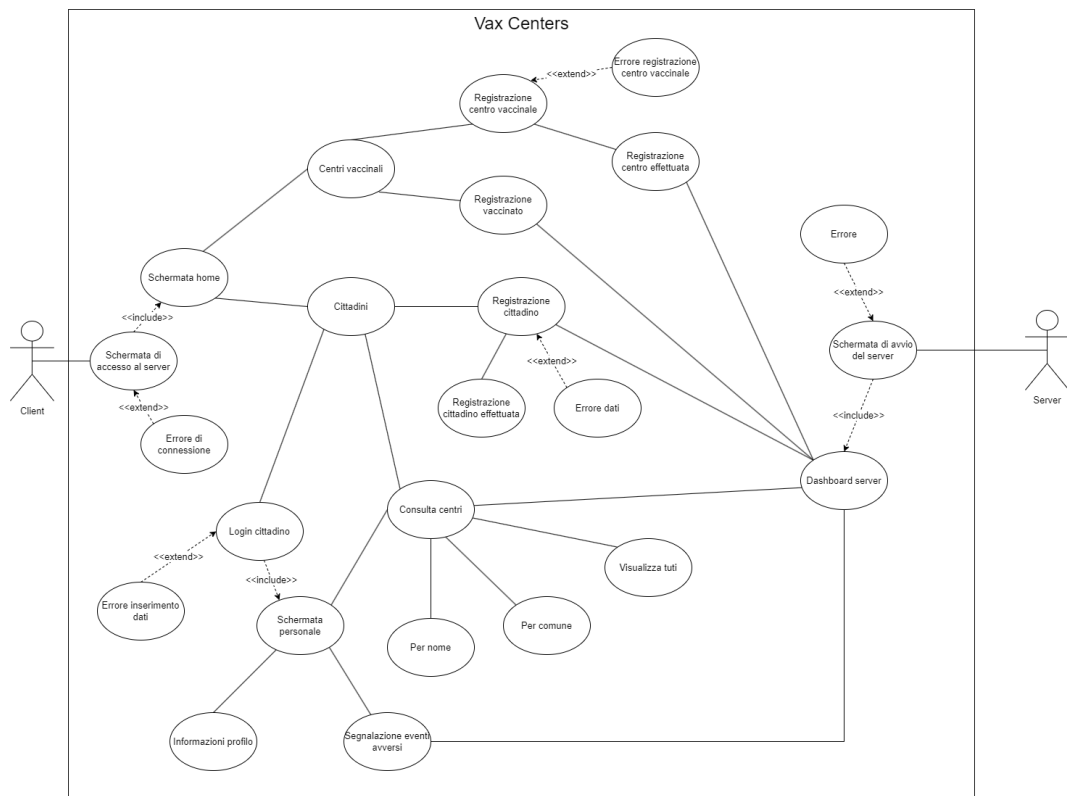 Vax Centers
Errore registrazione
centro vaccinale
<<extend>>
Registrazione
centro vaccinale
Centri vaccinali
Registrazione
centro effettuata
Registrazione
vaccinato
Errore
Schermata home
<<extend>>
Cittadini
Registrazione
cittadino
<<include>>
Schermata di
accesso al server
Schermata di avvio
del server
Client
Server
<<extend>>
<<extend>>
Registrazione
cittadino effettuata
Errore dati
<<include>>
Errore di
connessione
Dashboard server
Consulta centri
Login cittadino
<<extend>>
<<include>>
Visualizza tuti
Errore inserimento
dati
Schermata
personale
Per comune
Per nome
Informazioni profilo
Segnalazione eventi
avversi